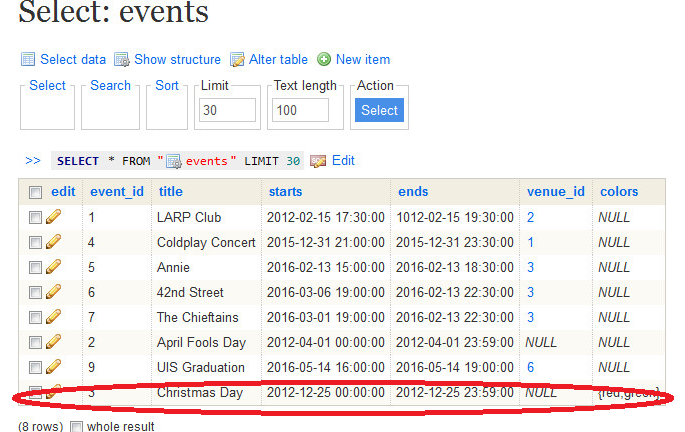 Select: events
Select data Show structure Alter table New item
Select Search Sort Limit Text length Action
30 100 Select
>> SELECT * FROM "events" LIMIT 30 Edit
edit event_id title starts ends venue_id colors
1 LARP Club 2012-02-15 17:30:00 1012-02-15 19:30:00 2 NULL
4 Coldplay Concert 2015-12-31 21:00:00 2015-12-31 23:30:00 1 NULL
5 Annie 2016-02-13 15:00:00 2016-02-13 18:30:00 3 NULL
6 42nd Street 2016-03-06 19:00:00 2012-02-13 22:30:00 3 NULL
7 The Chieftains 2016-03-01 19:00:00 2016-02-13 22:30:00 3 NULL
2 April Fools Day 2012-04-01 00:00:00 2012-04-01 23:59:00 NULL NULL
9 UIS Graduation 2016-05-14 16:00:00 2016-05-14 19:00:00 6 NULL
3 Christmas Day 2012-12-25 00:00:00 2012-12-25 23:59:00 NULL {red,green}
(8 rows) whole result